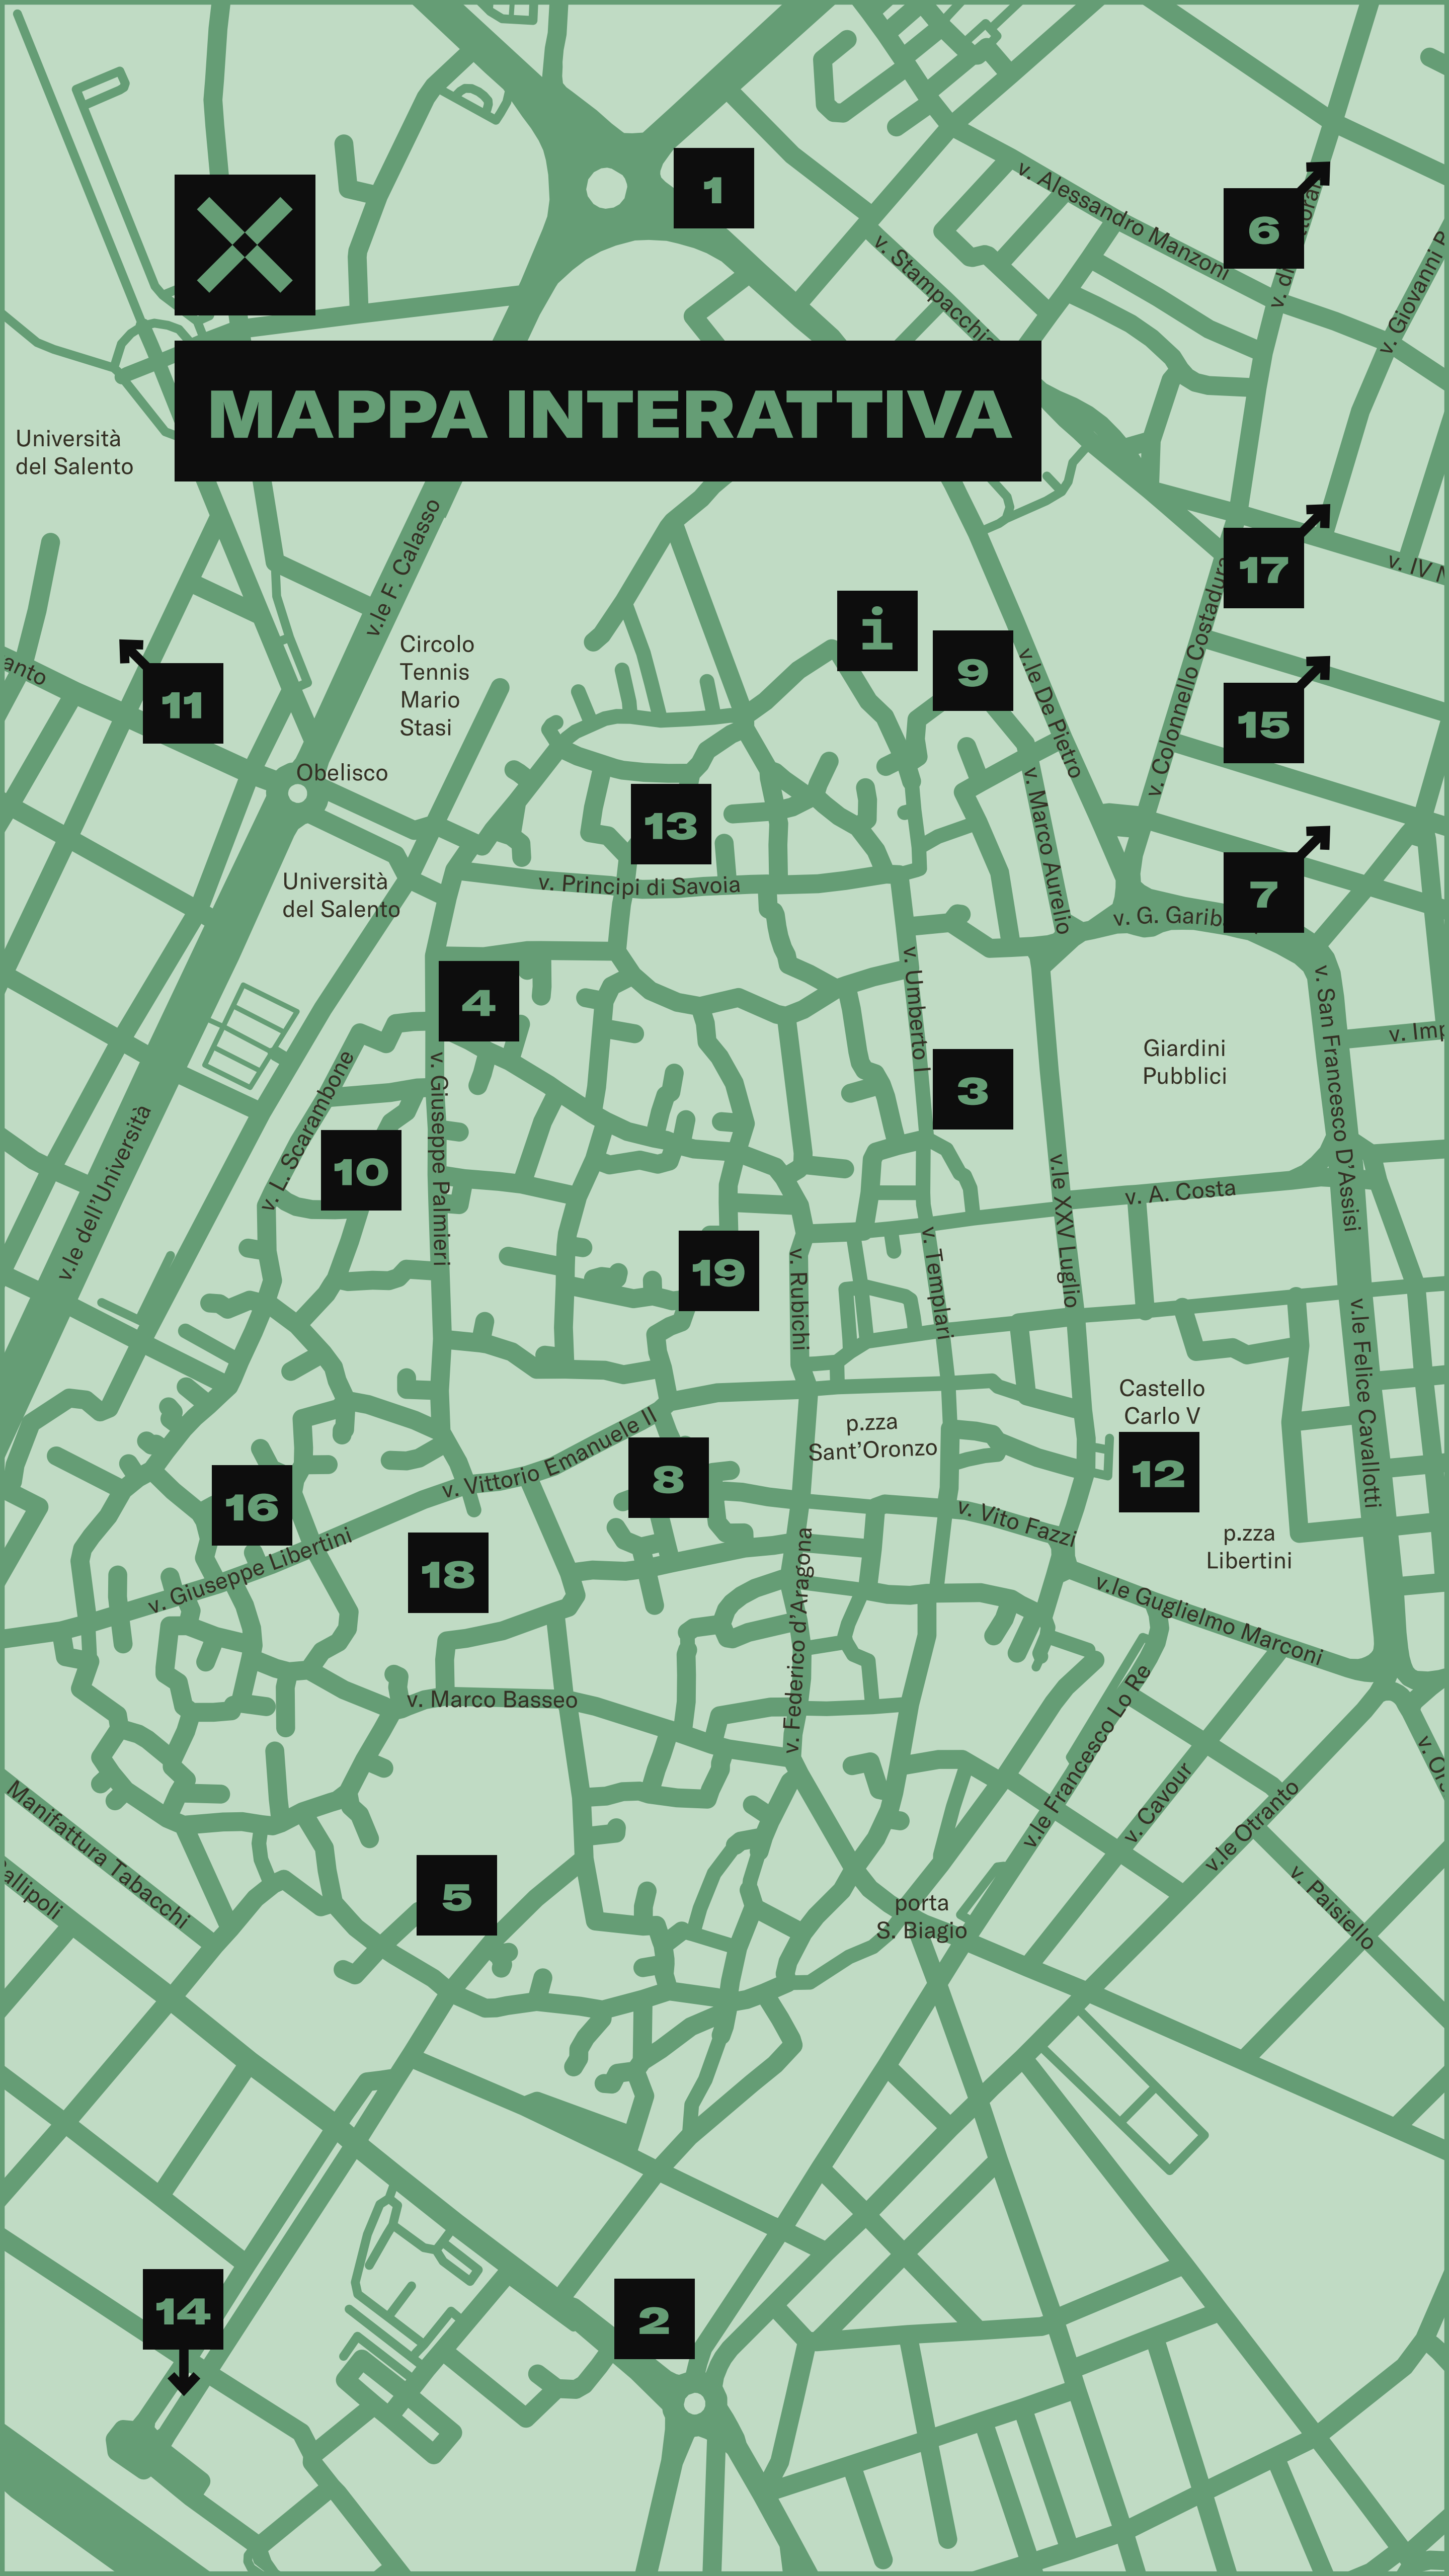 1
v. Alessandro Manzoni
6
v. Stampacchia
MAPPA INTERATTIVA
Università
del Salento
v.le F. Calasso
17
v. IV
i
9
Circolo
Tennis
Mario
Stasi
11
v.le De Pietro
v. Colonnello Costadura
15
Obelisco
13
v. Marco Aurelio
7
Università
del Salento
v. Principi di Savoia
v. G. Garib
4
v. Umberto I
v. San Francesco D'Assisi
v. Imp
Giardini
Pubblici
3
v. L. Scarambone
v. Giuseppe Palmieri
v.le dell'Università
10
v.le XXV Luglio
v. A. Costa
19
v. Rubichi
v. Templari
v.le Felice Cavallotti
Castello
Carlo V
12
p.zza
Sant'Oronzo
v. Vittorio Emanuele II
8
16
v. Vito Fazzi
p.zza
Libertini
v. Giuseppe Libertini
18
v. Federico d'Aragona
v.le Guglielmo Marconi
v. Marco Basseo
v.le Francesco Lo Re
v. Cavour
v.le Otranto
v. Paisiello
Manifattura Tabacchi
allipoli
5
porta
S. Biagio
14
2